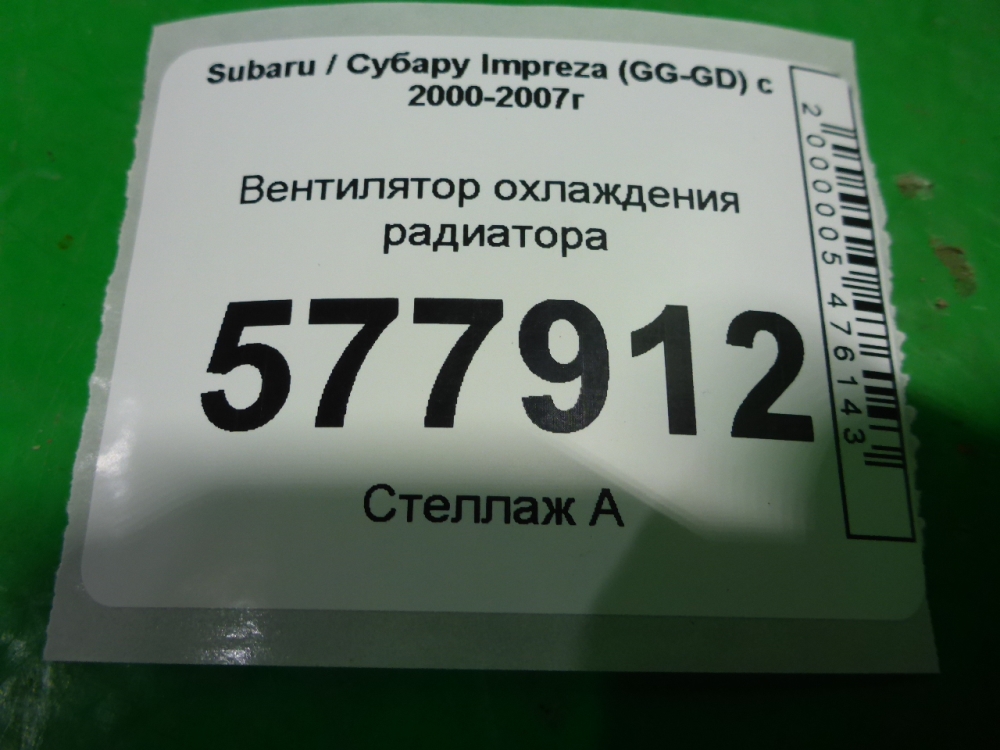 Subaru / Субару Impreza (GG-GD) с
2000-2007г
Вентилятор охлаждения
радиатора
577912
Стеллаж А
2000005476143